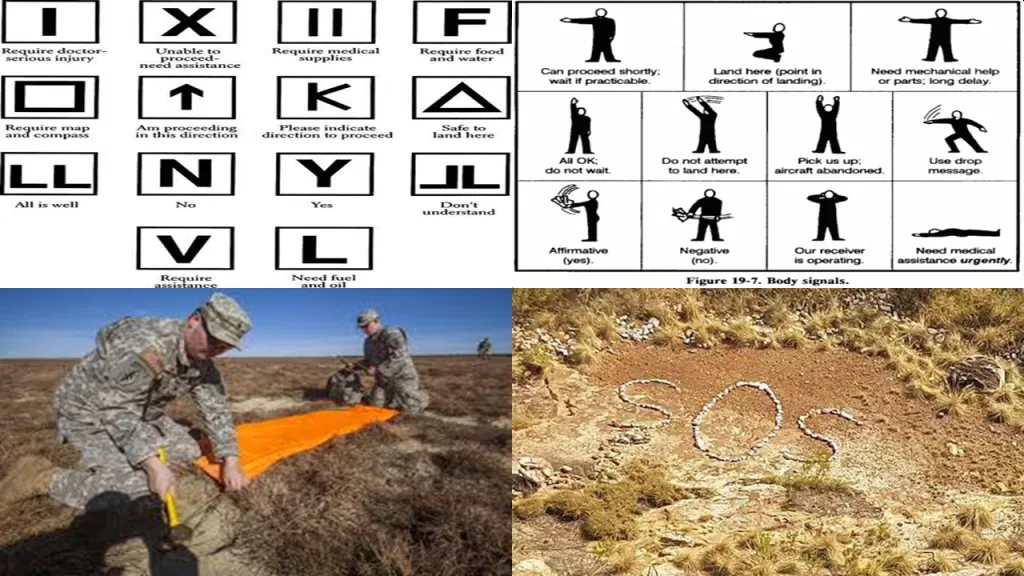 I
X
II
F
Require doctor-
serious injury
Unable to
proceed-
need assistance
Require medical
supplies
Require food
and water
K
Require map
and compass
Am proceeding
in this direction
Please indicate
direction to proceed
Safe to
land here
LL
N
Y
JL
All is well
No
Yes
Don't
understand
V
L
Require
assistance
Need fuel
and oil
Can proceed shortly;
wait if practicable.
Land here (point in
direction of landing).
Need mechanical help
or parts; long delay.
All OK;
do not wait.
Do not attempt
to land here.
Pick us up;
aircraft abandoned.
Use drop
message.
Affirmative
(yes).
Negative
(no).
Our receiver
is operating.
Need medical
assistance urgently.
Figure 19-7. Body signals.
SOS